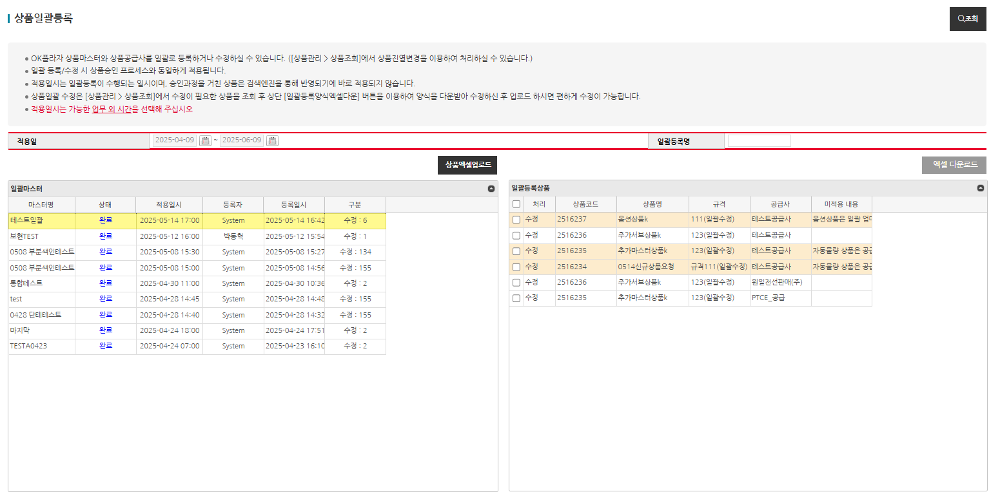 상품일괄등록
조회
OK플라자 상품마스터와 상품공급사를 일괄로 등록하거나 수정하실 수 있습니다. ([상품관리 > 상품조회]에서 상품진열변경을 이용하여 처리하실 수 있습니다.)
일괄 등록/수정 시 상품승인 프로세스와 동일하게 적용됩니다.
적용일시는 일괄등록이 수행되는 일시이며, 승인과정을 거친 상품은 검색엔진을 통해 반영되기에 바로 적용되지 않습니다.
상품일괄 수정은 [상품관리 > 상품조회]에서 수정이 필요한 상품을 조회 후 상단 [일괄등록양식엑셀다운] 버튼을 이용하여 양식을 다운받아 수정하신 후 업로드 하시면 편하게 수정이 가능합니다.
적용일시는 가능한 업무 외 시간을 선택해 주십시오
적용일 2025-04-09 ~ 2025-06-09 일괄등록명
상품엑셀업로드 엑셀 다운로드
일괄마스터
마스터명 상태 적용일시 등록자 등록일시 구분
테스트일괄 완료 2025-05-14 17:00 System 2025-05-14 16:42 수정 : 6
보현TEST 완료 2025-05-12 16:00 박동혁 2025-05-12 15:54 수정 : 1
0508 부분색인테스트 완료 2025-05-08 15:30 System 2025-05-08 15:27 수정 : 134
0508 부분색인테스트 완료 2025-05-08 15:00 System 2025-05-08 14:56 수정 : 155
통합테스트 완료 2025-04-30 11:00 System 2025-04-30 10:36 수정 : 2
test 완료 2025-04-28 14:45 System 2025-04-28 14:48 수정 : 155
0428 단테테스트 완료 2025-04-28 14:40 System 2025-04-28 14:32 수정 : 155
마지막 완료 2025-04-24 18:00 System 2025-04-24 17:51 수정 : 2
TESTA0423 완료 2025-04-24 07:00 System 2025-04-23 16:10 수정 : 2
일괄등록상품
처리 상품코드 상품명 규격 공급사 미적용 내용
수정 2516237 옵션상품k 111(일괄수정) 테스트공급사 옵션상품은 일괄
수정 2516236 추가서브상품k 123(일괄수정) 테스트공급사
수정 2516235 추가마스터상품k 123(일괄수정) 테스트공급사 자동물량 상품은
수정 2516234 0514신규상품요청 규격111(일괄수정) 테스트공급사 자동물량 상품은
수정 2516236 추가서브상품k 123(일괄수정) 원일전선판매(주)
수정 2516235 추가마스터상품k 123(일괄수정) PTCE_공급